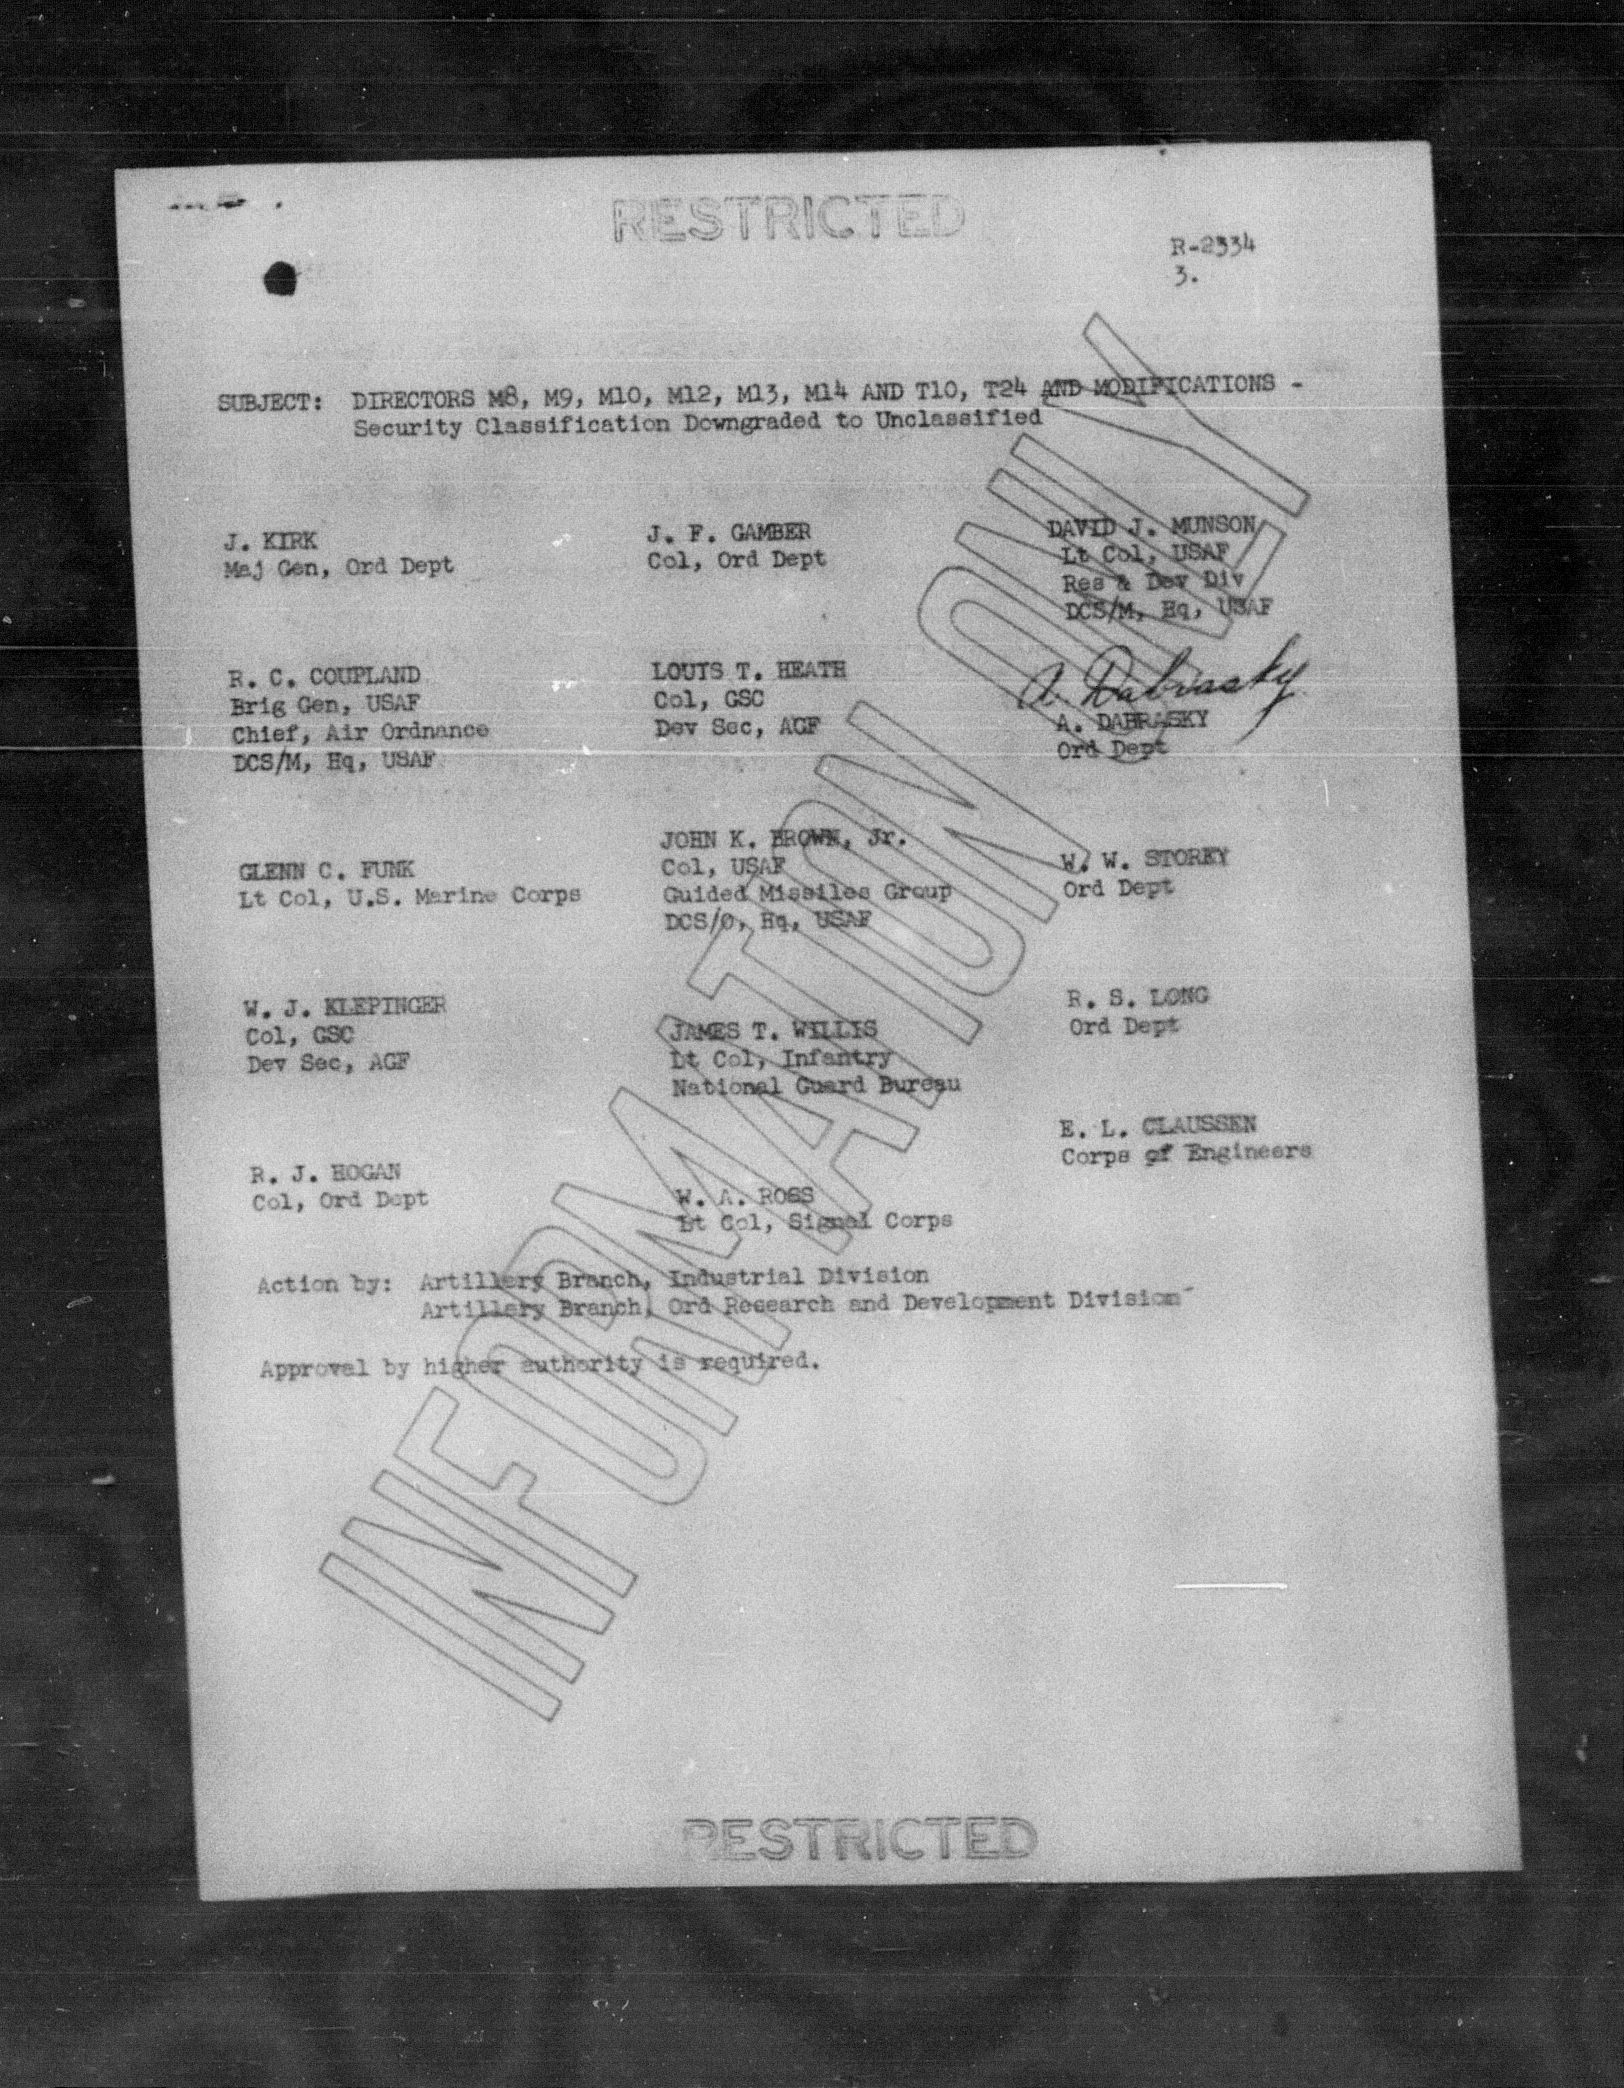 RESTRICTED
R-2334
3.
SUBJECT: DIRECTORS M8, M9, M10, M12, M13, M14 AND T10, T24 AND MODIFICATIONS -
Security Classification Downgraded to Unclassified
J. KIRK
Maj Gen, Ord Dept
R. C. COUPLAND
Brig Gen, USAF
Chief, Air Ordnance
DCS/M, Hq, USAF
GLENN C. FUNK
Lt Col, U.S. Marine Corps
W. J. KLEPINGER
Col, GSC
Dev Sec, AGF
R. J. HOGAN
Col, Ord Dept
J. F. GAMBER
Col, Ord Dept
LOUIS T. HEATH
Col, GSC
Dev Sec, AGF
JOHN K. BROWN, Jr.
Col, USAF
Guided Missiles Group
DCS/O, Hq, USAF
JAMES T. WILLIS
Lt Col, Infantry
National Guard Bureau
W. A. ROSS
Lt Col, Signal Corps
DAVID J. MUNSON
Lt Col, USAF
Res & Dev Div
DCS/M, Hq, USAF
A. Dabrasky
A. DABRASKY
Ord Dept
W. W. STOREY
Ord Dept
R. S. LONG
Ord Dept
E. L. CLAUSSEN
Corps of Engineers
Action by: Artillery Branch, Industrial Division
Artillery Branch, Ord Research and Development Division
Approval by higher authority is required.
INFORMATION ONLY
RESTRICTED